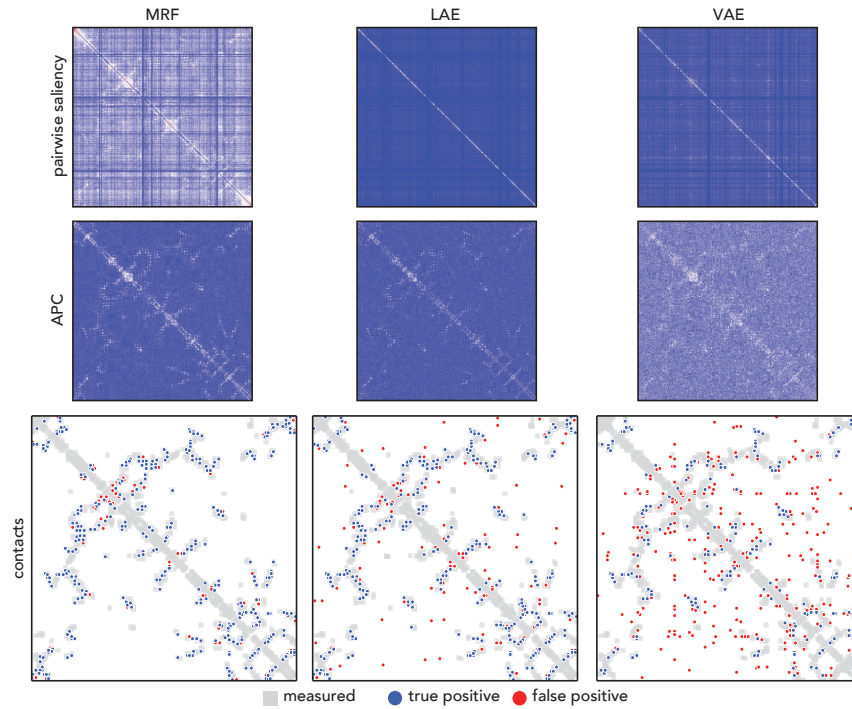 MRF LAE VAE
pairwise saliency
APC
contacts
measured true positive false positive